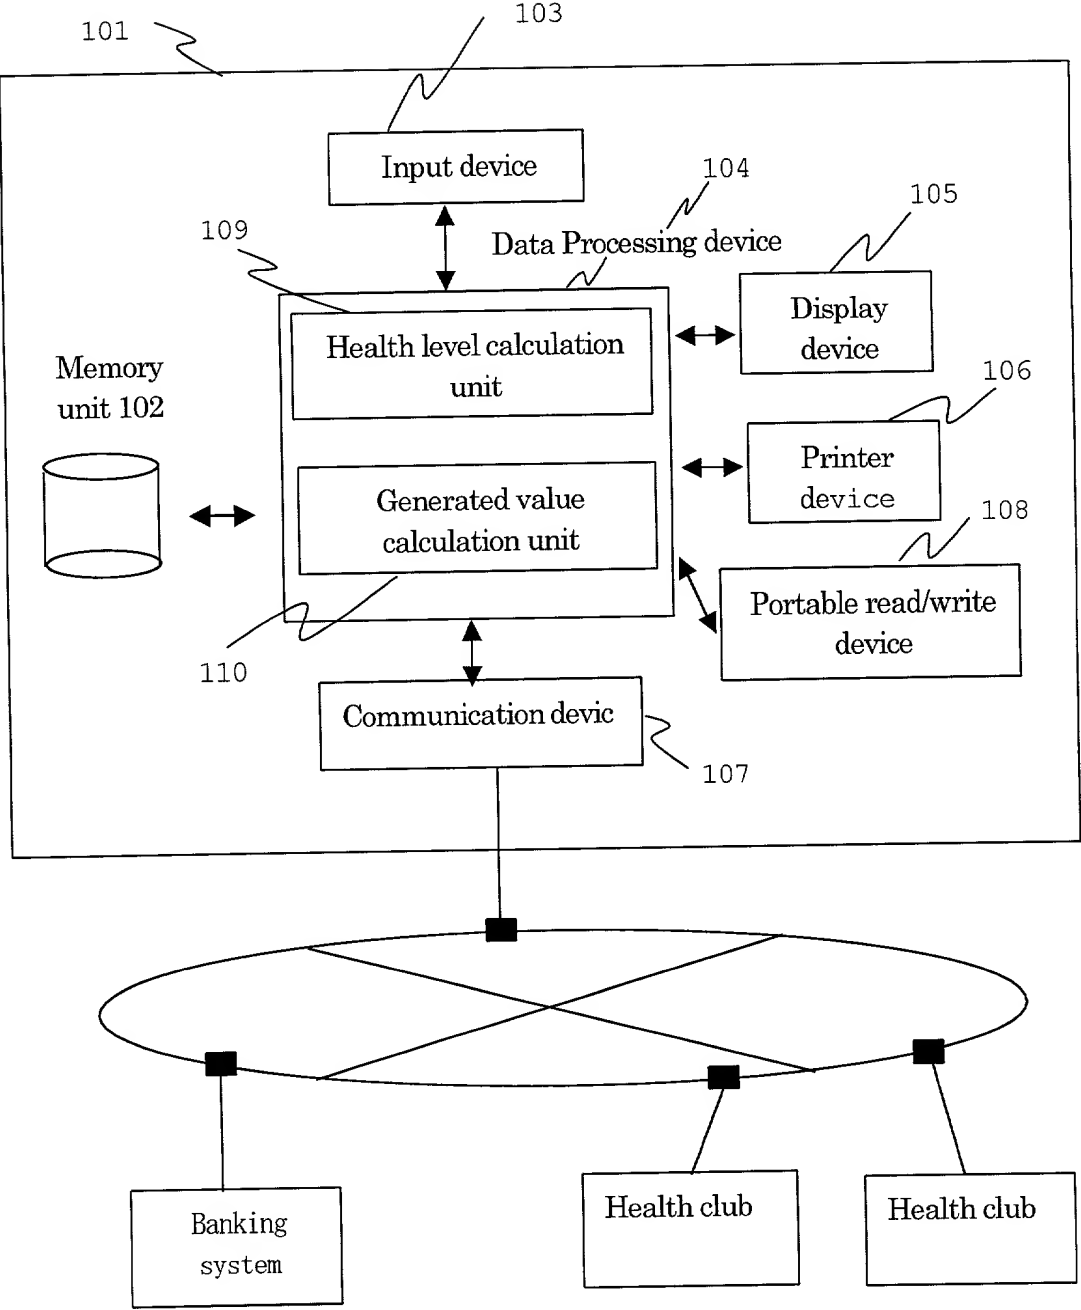 101
103
Input device
104
105
109
Data Processing device
Display
device
Health level calculation
unit
Memory
unit 102
106
Printer
device
Generated value
calculation unit
108
Portable read/write
device
110
Communication devic
107
Banking
system
Health club
Health club